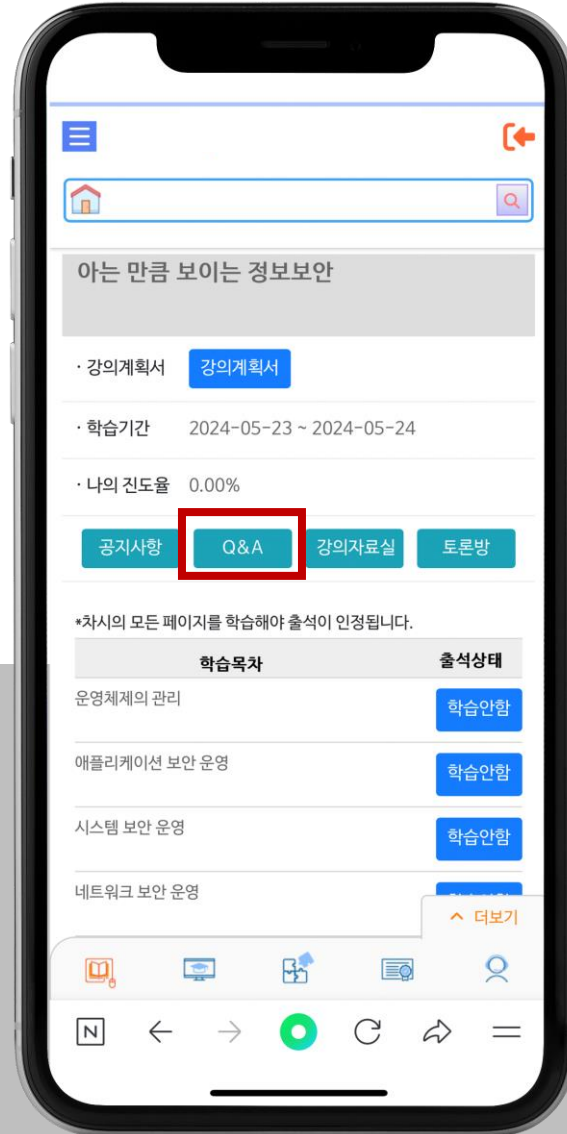 아는 만큼 보이는 정보보안
· 강의계획서 강의계획서
· 학습기간 2024-05-23 ~ 2024-05-24
· 나의 진도율 0.00%
공지사항 Q&A 강의자료실 토론방
*차시의 모든 페이지를 학습해야 출석이 인정됩니다.
학습목차 출석상태
운영체제의 관리 학습안함
애플리케이션 보안 운영 학습안함
시스템 보안 운영 학습안함
네트워크 보안 운영
더보기
N